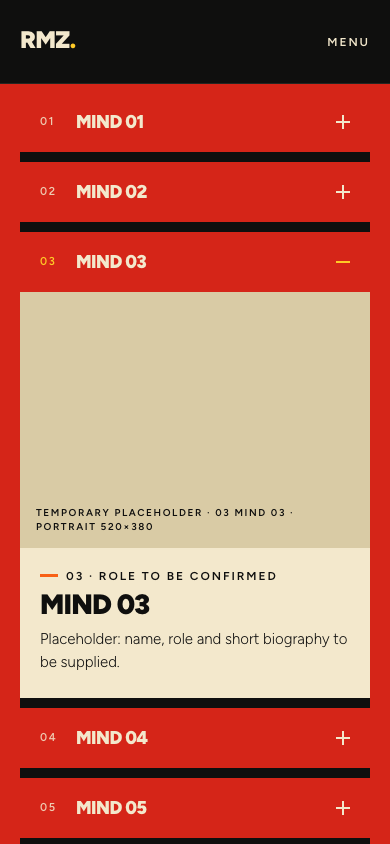 RMZ.
MENU
01 MIND 01
02 MIND 02
03 MIND 03
TEMPORARY PLACEHOLDER · 03 MIND 03 ·
PORTRAIT 520×380
03 · ROLE TO BE CONFIRMED
MIND 03
Placeholder: name, role and short biography to
be supplied.
04 MIND 04
05 MIND 05